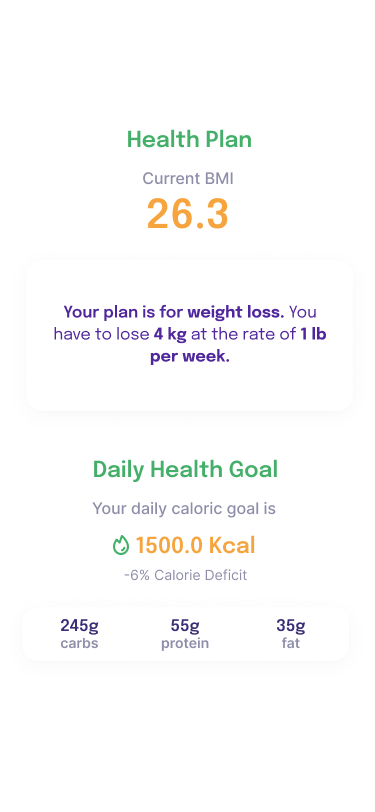 Health Plan
Current BMI
26.3
Your plan is for weight loss. You
have to lose 4 kg at the rate of 1 lb
per week.
Daily Health Goal
Your daily caloric goal is
1500.0 Kcal
-6% Calorie Deficit
245g 55g 35g
carbs protein fat